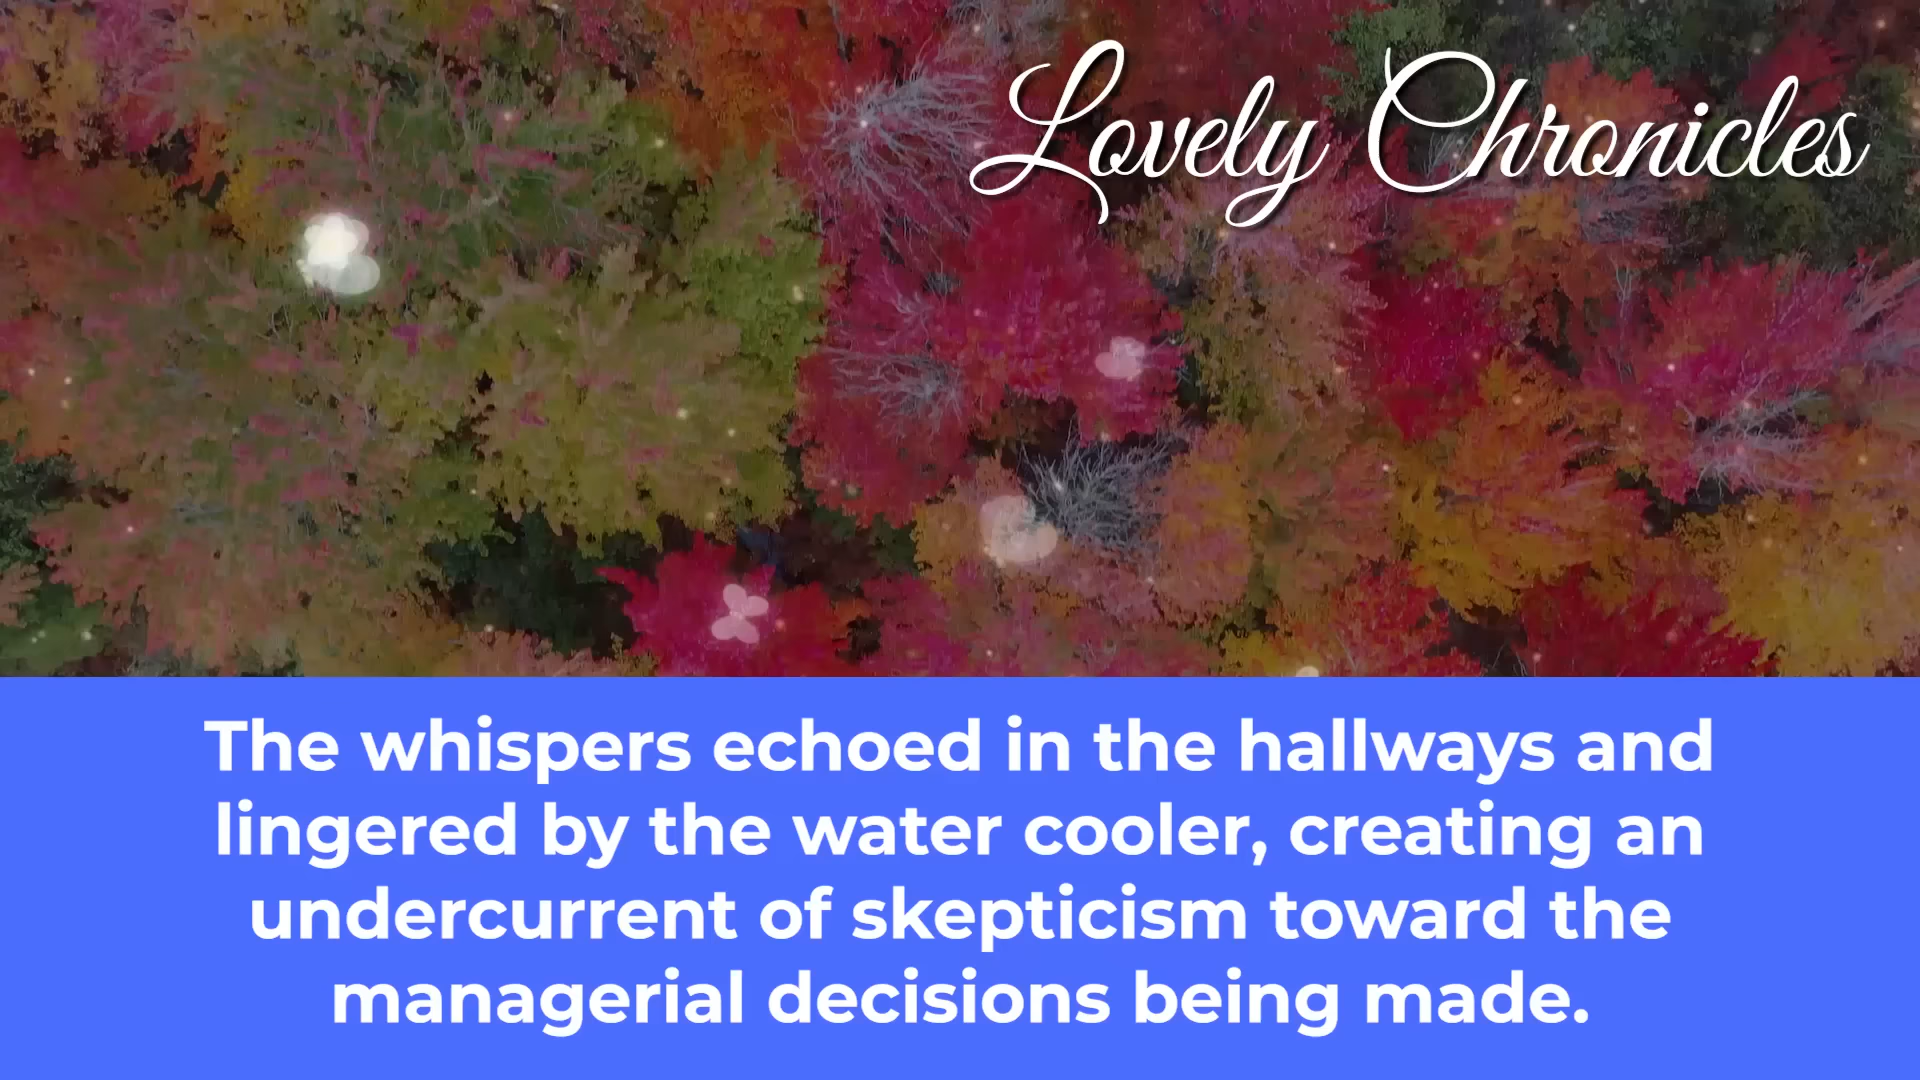 Lovely Chronicles
The whispers echoed in the hallways and
lingered by the water cooler, creating an
undercurrent of skepticism toward the
managerial decisions being made.